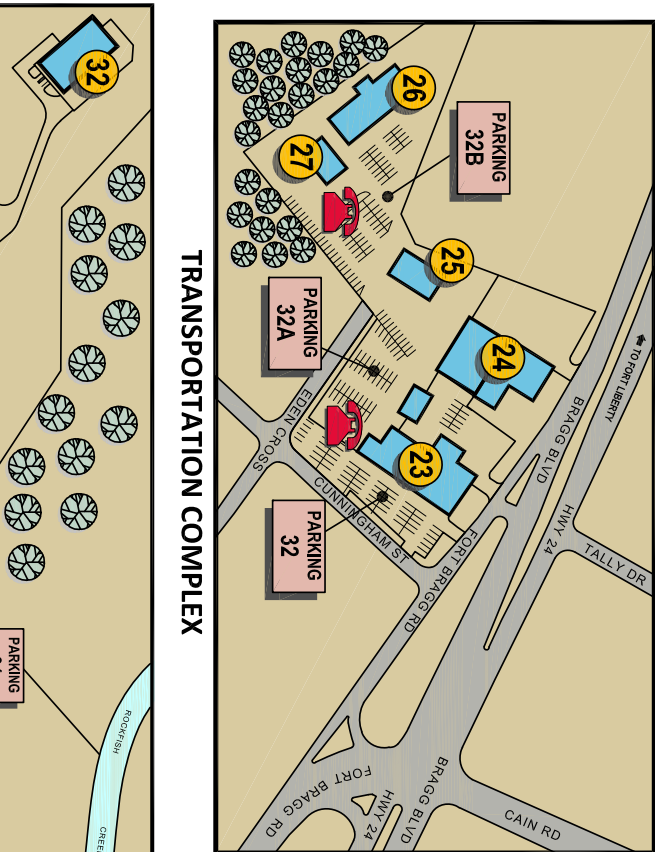 TRANSPORTATION COMPLEX
26
27
PARKING
32B
25
PARKING
32A
24
23
PARKING
32
EDEN CROSS
CUNNINGHAM ST
FORT BRAGG RD
BRAGG BLVD
TO FORT LIBERTY
HWY 24
TALLY DR
FORT BRAGG RD
HWY 24
BRAGG BLVD
CAIN RD
32
PARKING
ROCKFISH